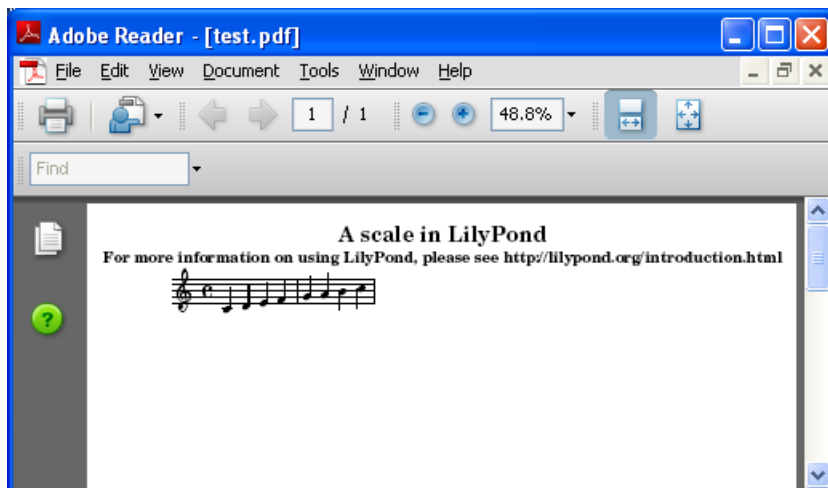 Adobe Reader - [test.pdf]
File Edit View Document Tools Window Help
1 / 1 48.8%
Find
A scale in LilyPond
For more information on using LilyPond, please see http://lilypond.org/introduction.html